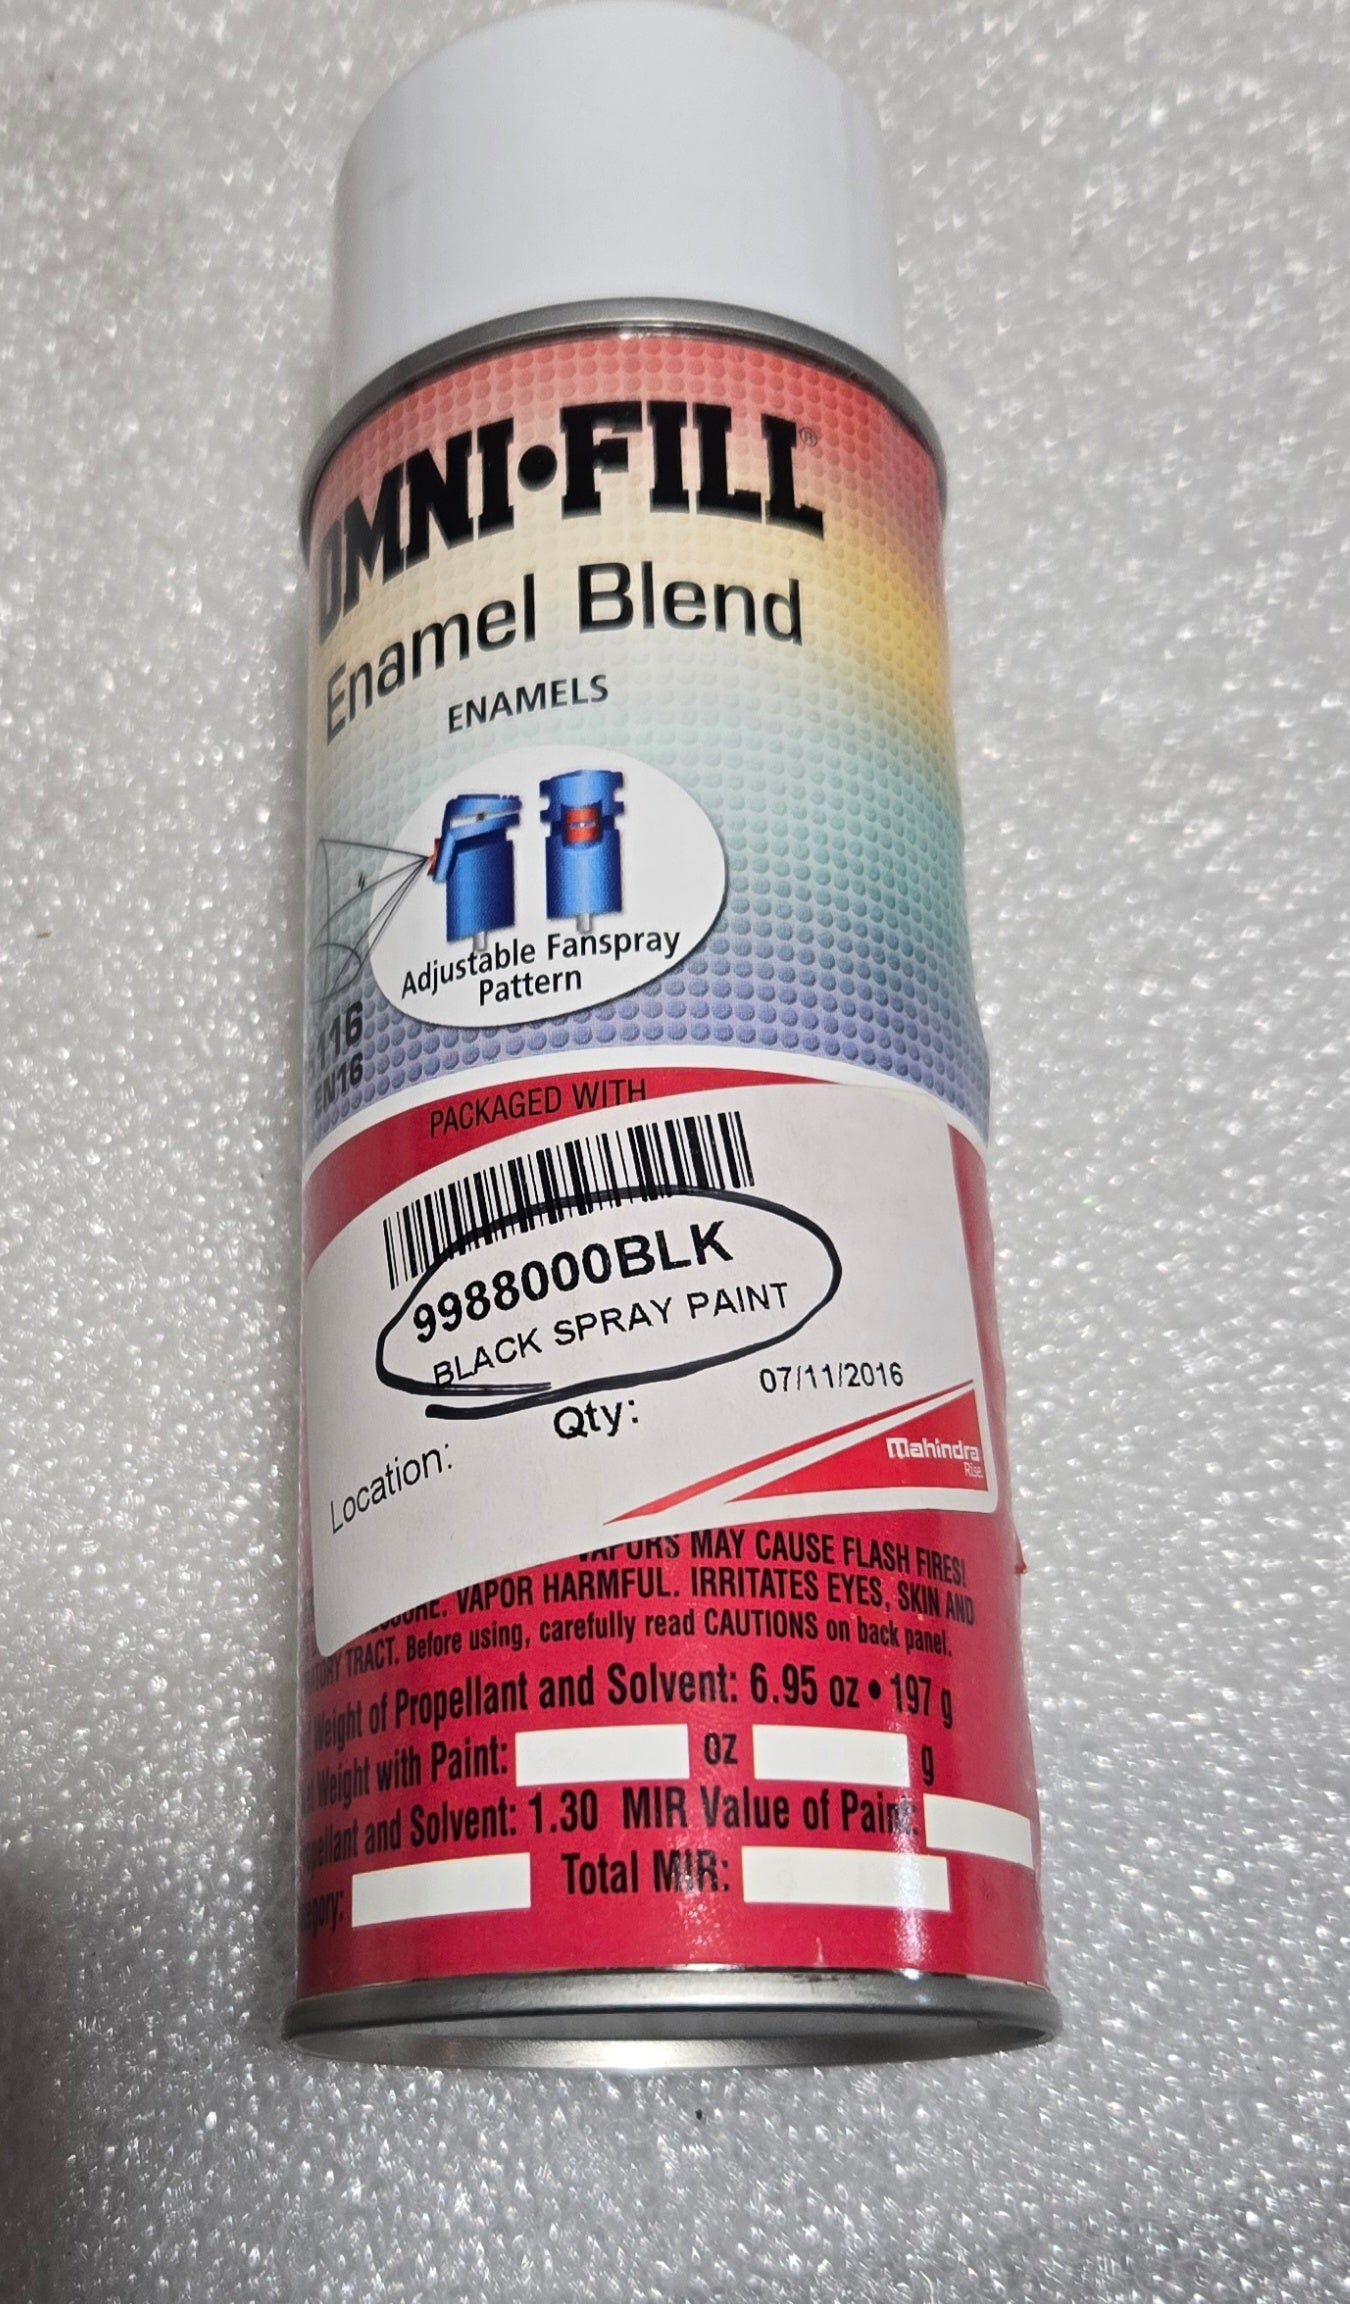 OMNI•FILL®
Enamel Blend
ENAMELS
Adjustable Fanspray
Pattern
116
EN16
PACKAGED WITH
9988000BLK
BLACK SPRAY PAINT
07/11/2016
Qty:
Location:
Mahindra
Rise
VAPORS MAY CAUSE FLASH FIRES!
VAPOR HARMFUL. IRRITATES EYES, SKIN AND
TRACT. Before using, carefully read CAUTIONS on back panel.
Weight of Propellant and Solvent: 6.95 oz • 197 g
Weight with Paint: oz g
and Solvent: 1.30 MIR Value of Paint:
Total MIR: